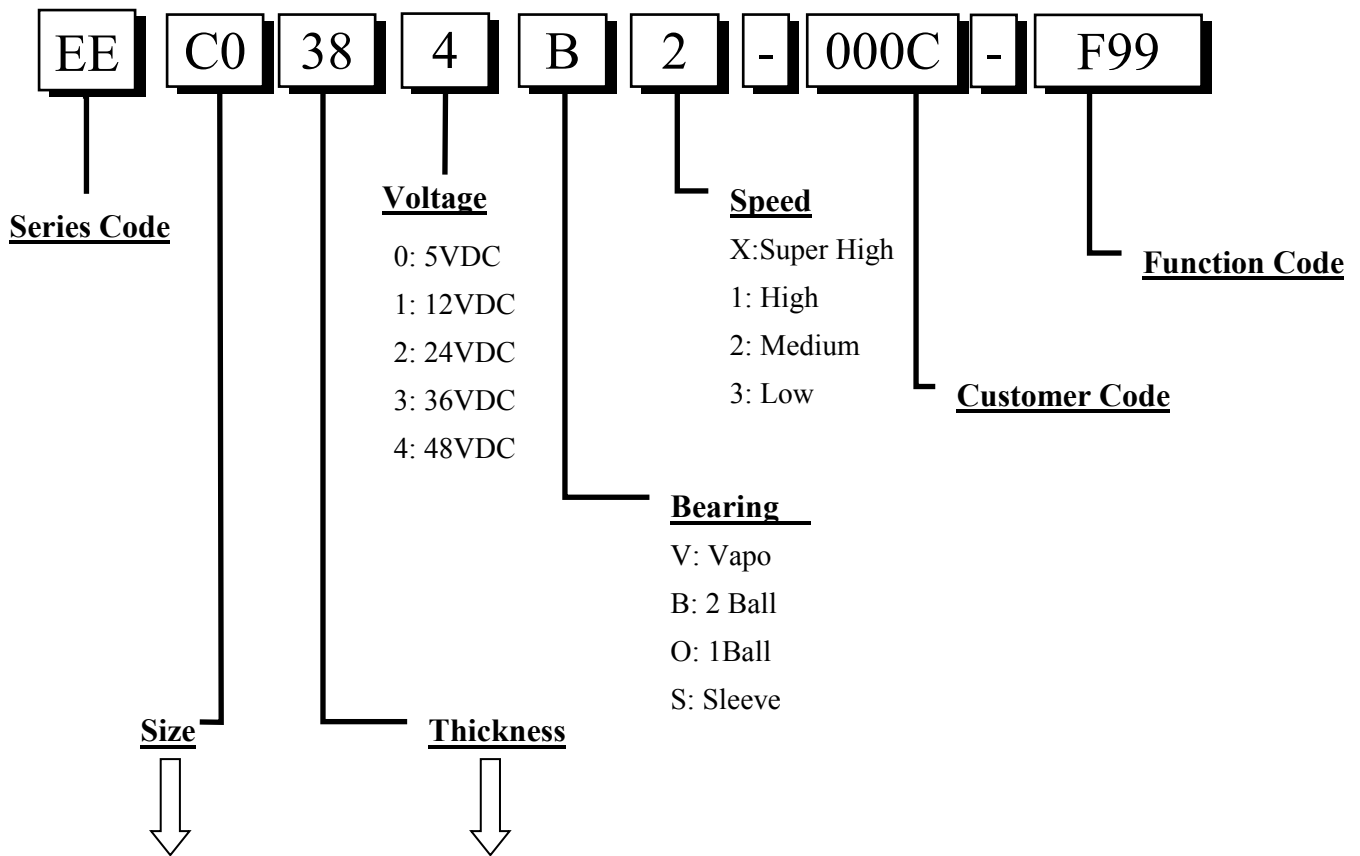 EE C0 38 4 B 2 - 000C - F99
Series Code
Voltage
0: 5VDC
1: 12VDC
2: 24VDC
3: 36VDC
4: 48VDC
Speed
X:Super High
1: High
2: Medium
3: Low
Function Code
Customer Code
Bearing
V: Vapo
B: 2 Ball
O: 1Ball
S: Sleeve
Size
Thickness